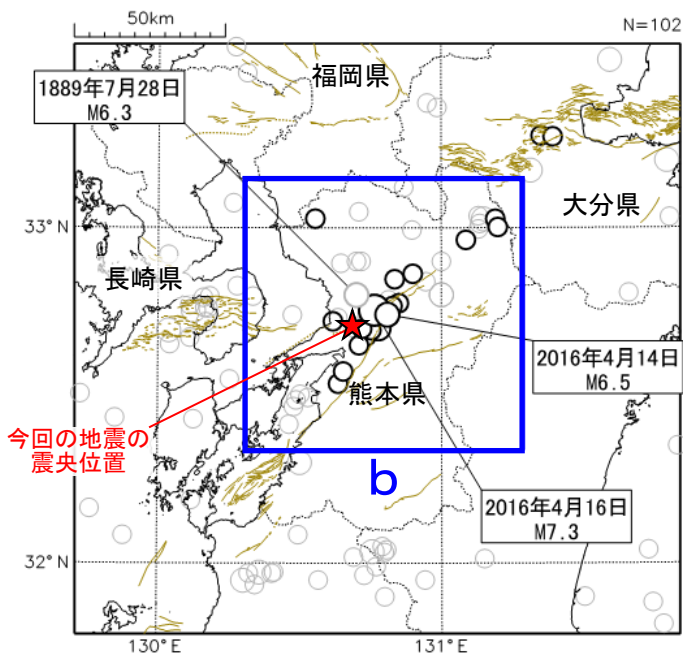 50km
N=102
福岡県
1889年7月28日
M6.3
大分県
33°N
長崎県
2016年4月14日
M6.5
熊本県
今回の地震の
震央位置
b
2016年4月16日
M7.3
32°N
130°E
131°E